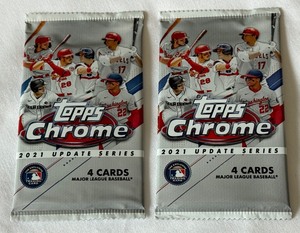 Topps
Chrome
2021 UPDATE SERIES
4 CARDS
MAJOR LEAGUE BASEBALL®
Topps
Chrome
2021 UPDATE SERIES
4 CARDS
MAJOR LEAGUE BASEBALL®